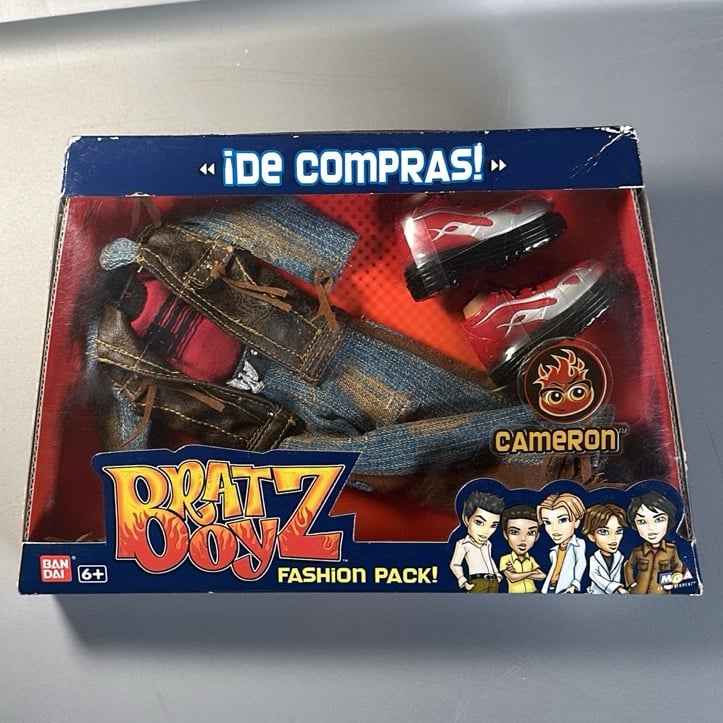 ¡De COMPRAS!
CAMERON
BRATZ
BOYZ
FASHION PACK!
BAN
DAI
6+
MGA